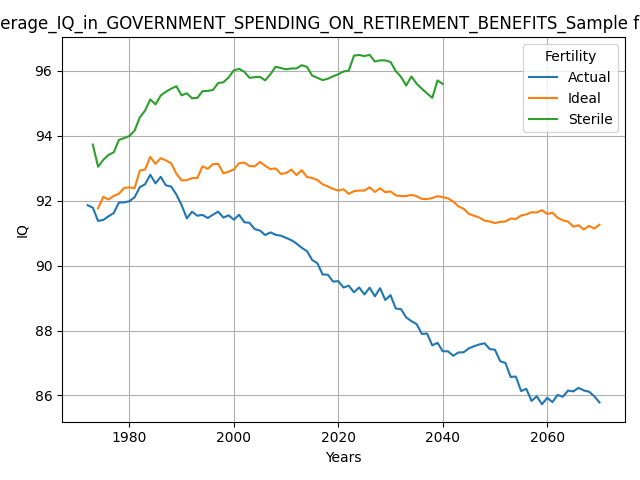 erage_IQ_in_GOVERNMENT_SPENDING_ON_RETIREMENT_BENEFITS_Sample f
Fertility
Actual
Ideal
Sterile
IQ
96
94
92
90
88
86
1980
2000
2020
2040
2060
Years